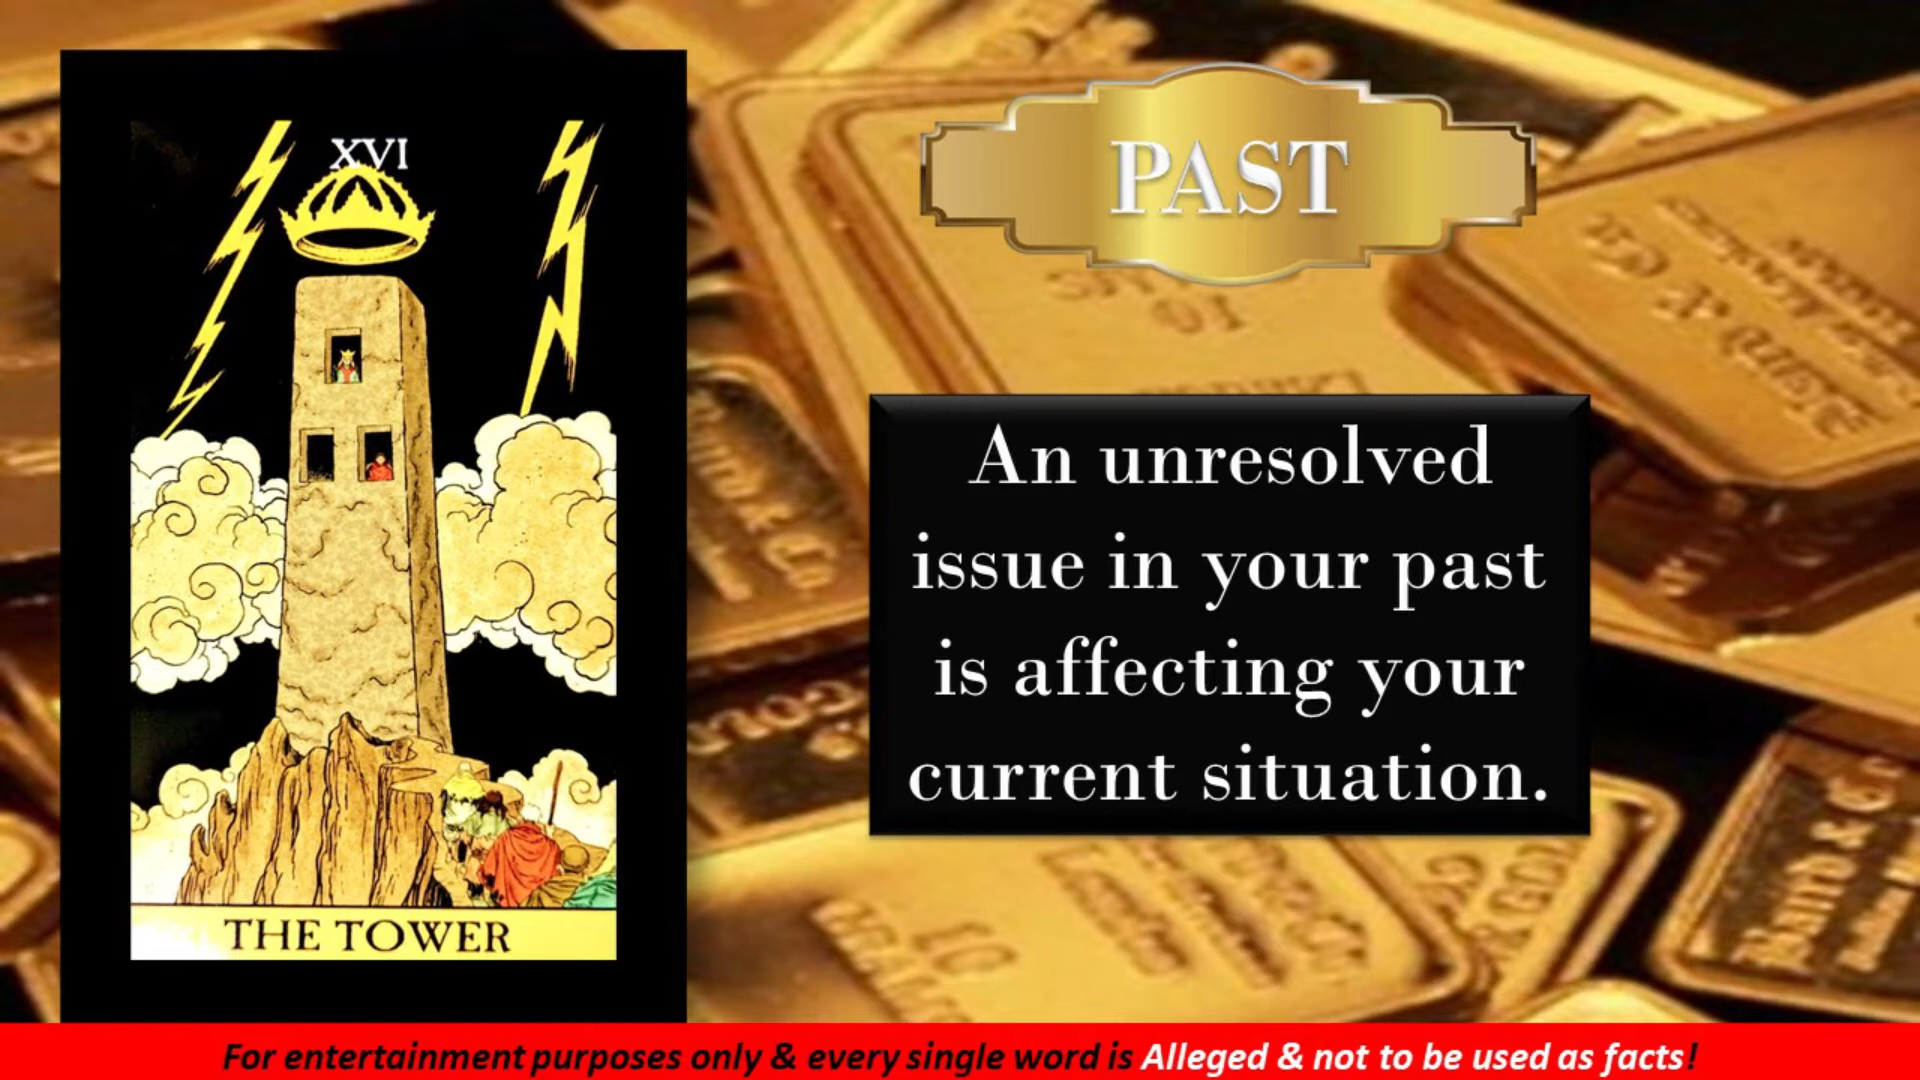 XVI
THE TOWER
PAST
An unresolved
issue in your past
is affecting your
current situation.
For entertainment purposes only & every single word is Alleged & not to be used as facts!